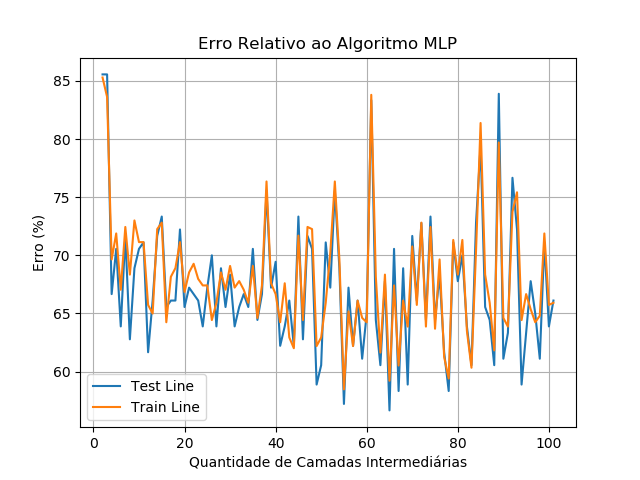 Erro Relativo ao Algoritmo MLP
Erro (%)
85
80
75
70
65
60
Test Line
Train Line
0 20 40 60 80 100
Quantidade de Camadas Intermediárias